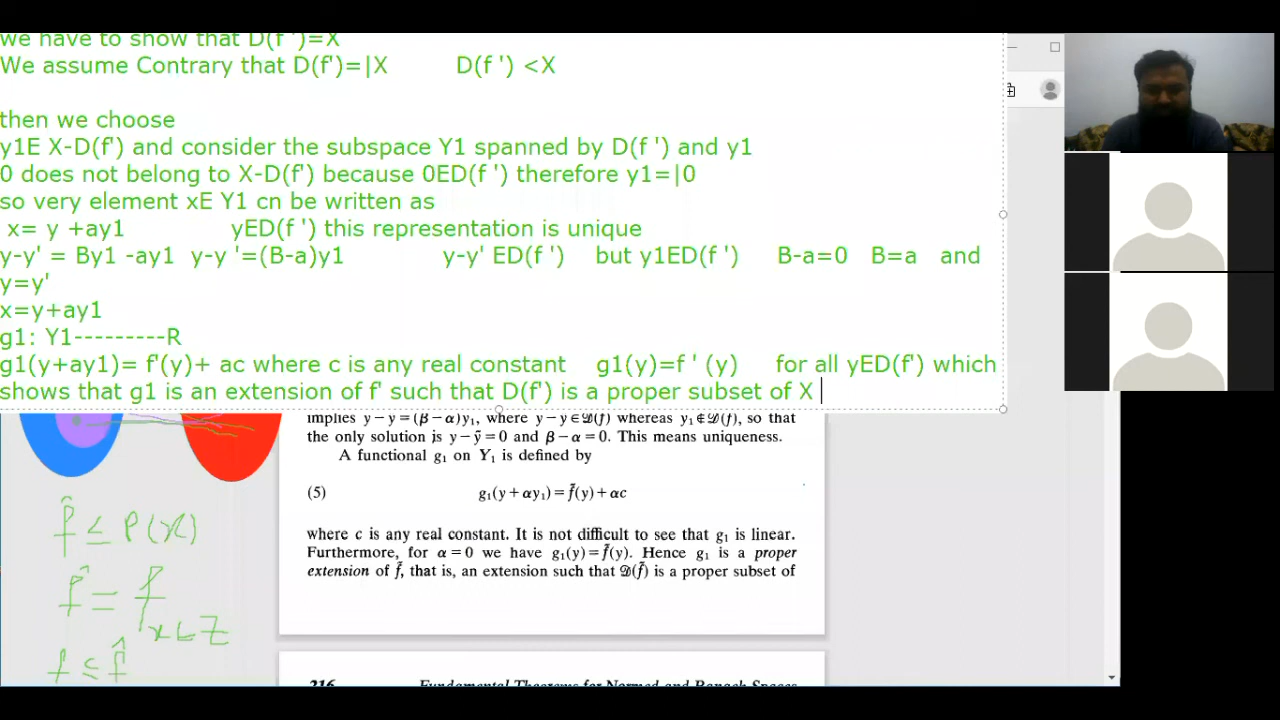 we have to show that D(f ')=X
We assume Contrary that D(f')=|X D(f ') <X
then we choose
y1E X-D(f') and consider the subspace Y1 spanned by D(f ') and y1
0 does not belong to X-D(f') because 0ED(f ') therefore y1=|0
so very element xE Y1 cn be written as
x= y +ay1 yED(f ') this representation is unique
y-y' = By1 -ay1 y-y '=(B-a)y1 y-y' ED(f ') but y1ED(f ') B-a=0 B=a and
y=y'
x=y+ay1
g1: Y1---------R
g1(y+ay1)= f'(y)+ ac where c is any real constant g1(y)=f ' (y) for all yED(f') which
shows that g1 is an extension of f' such that D(f') is a proper subset of X
implies y−ỹ=(β−α)y₁, where y−ỹ∈𝒟(f̃) whereas y₁∉𝒟(f̃), so that
the only solution is y−ỹ=0 and β−α=0. This means uniqueness.
A functional g₁ on Y₁ is defined by
(5) g₁(y+αy₁)=f̃(y)+αc
where c is any real constant. It is not difficult to see that g₁ is linear.
Furthermore, for α=0 we have g₁(y)=f̃(y). Hence g₁ is a proper
extension of f̃, that is, an extension such that 𝒟(f̃) is a proper subset of
216 Fundamental Theorems for Normed and Banach Spaces
f̂ ≤ P(x)
f̂ = f
x∈Z
f ≤ f̂